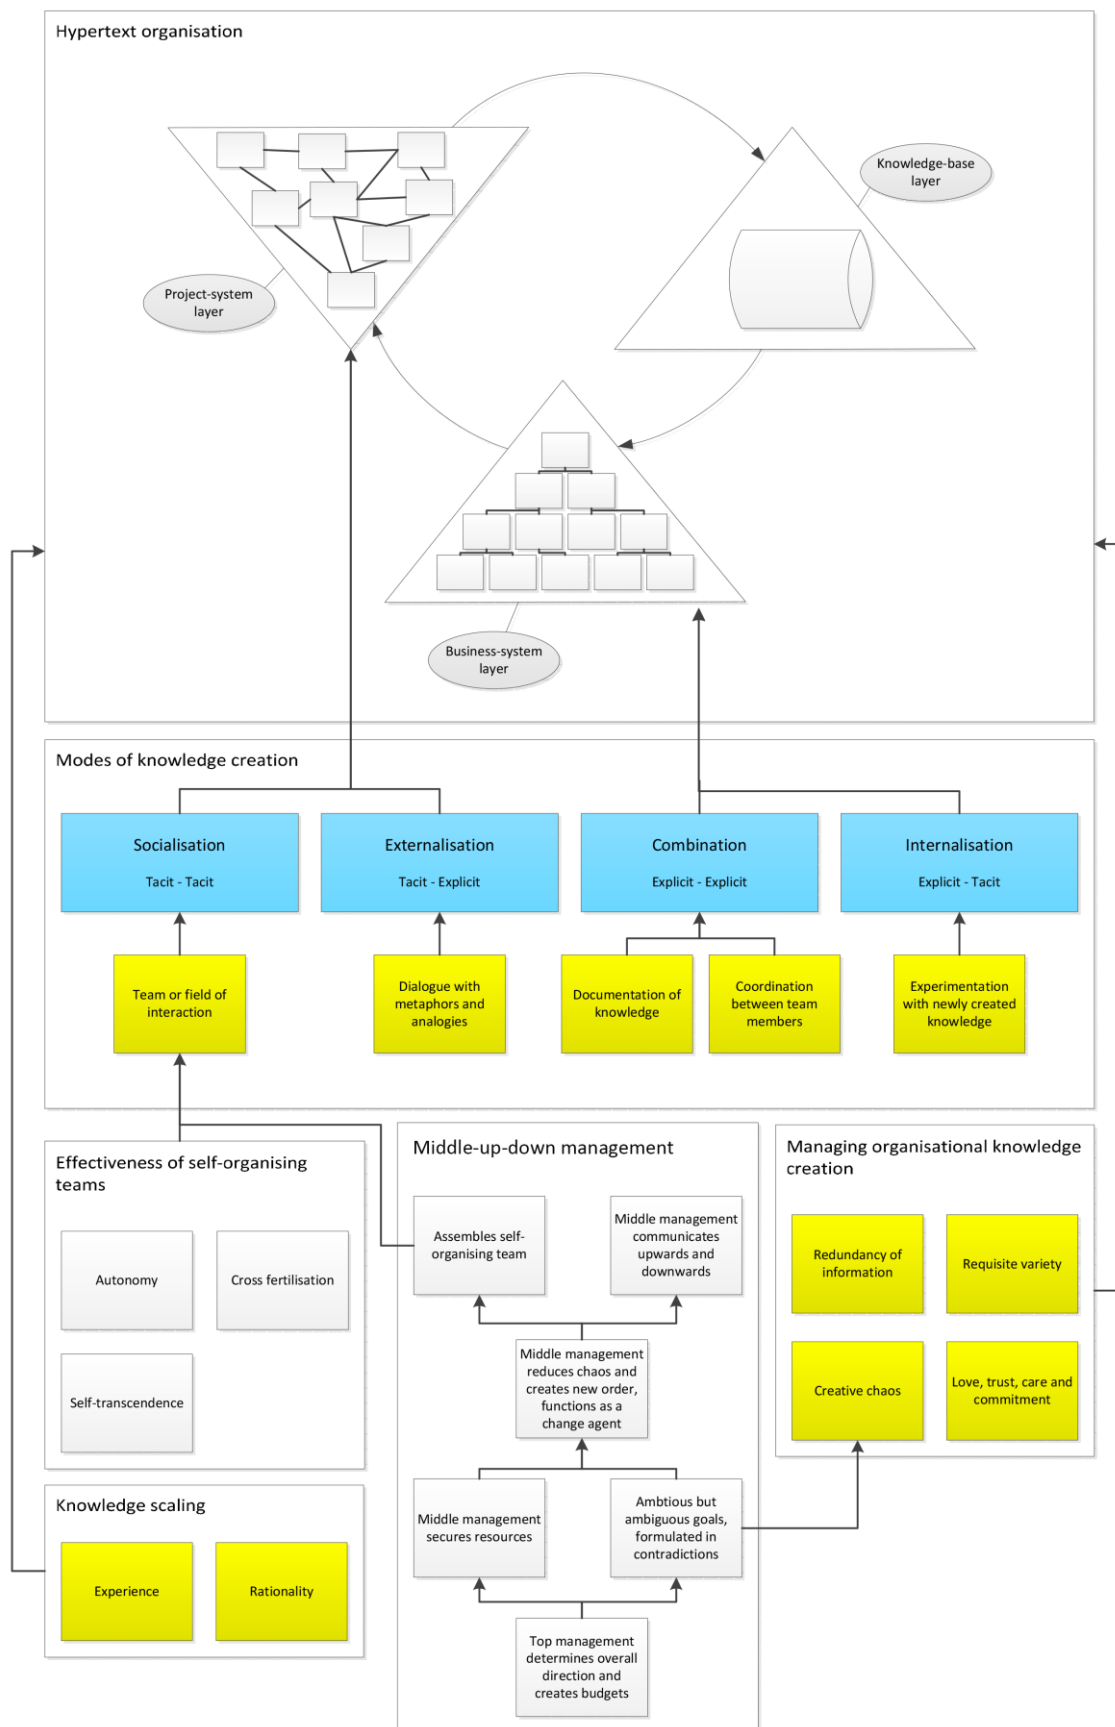 Hypertext organisation
Knowledge-base
layer
Project-system
layer
Business-system
layer
Modes of knowledge creation
Socialisation
Tacit - Tacit
Externalisation
Tacit - Explicit
Combination
Explicit - Explicit
Internalisation
Explicit - Tacit
Team or field of
interaction
Dialogue with
metaphors and
analogies
Documentation of
knowledge
Coordination
between team
members
Experimentation
with newly created
knowledge
Effectiveness of self-organising
teams
Autonomy
Cross fertilisation
Self-transcendence
Knowledge scaling
Experience
Rationality
Middle-up-down management
Assembles self-
organising team
Middle management
communicates
upwards and
downwards
Middle management
reduces chaos and
creates new order,
functions as a
change agent
Middle management
secures resources
Ambtious but
ambiguous goals,
formulated in
contradictions
Top management
determines overall
direction and
creates budgets
Managing organisational knowledge
creation
Redundancy of
information
Requisite variety
Creative chaos
Love, trust, care and
commitment